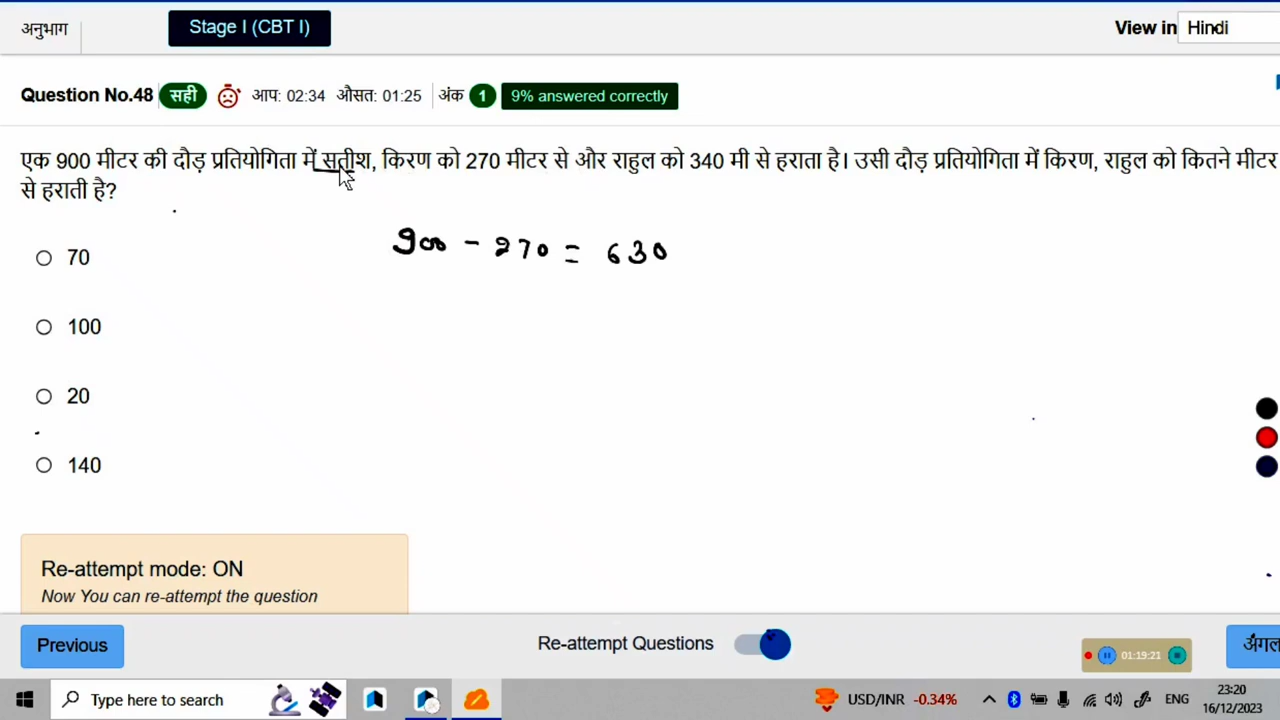 अनुभाग
Stage I (CBT I)
View in Hindi
Question No.48 सही आप: 02:34 औसत: 01:25 अंक 1 9% answered correctly
एक 900 मीटर की दौड़ प्रतियोगिता में सतीश, किरण को 270 मीटर से और राहुल को 340 मी से हराता है। उसी दौड़ प्रतियोगिता में किरण, राहुल को कितने मीटर
से हराती है?
900 - 270 = 630
70
100
20
140
Re-attempt mode: ON
Now You can re-attempt the question
Previous
Re-attempt Questions
01:19:21
Type here to search
USD/INR -0.34%
ENG
23:20
16/12/2023